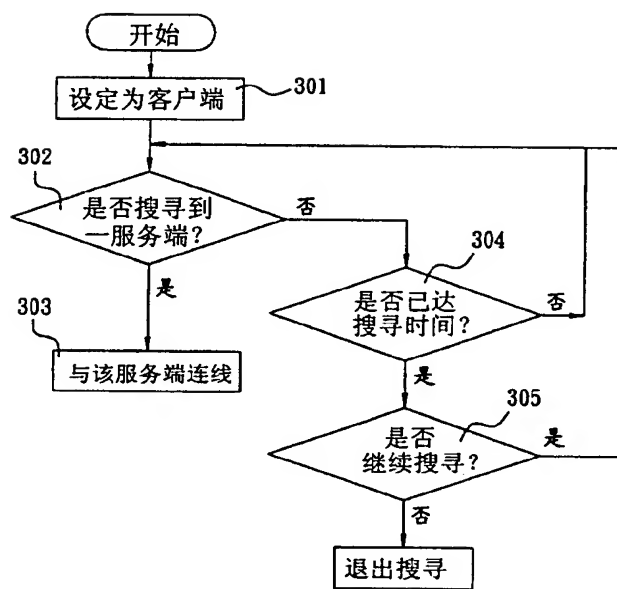 开始
设定为客户端
301
302
是否搜寻到
一服务端?
否
是
304
是否已达
搜寻时间?
否
303
与该服务端连线
是
305
是否
继续搜寻?
是
否
退出搜寻